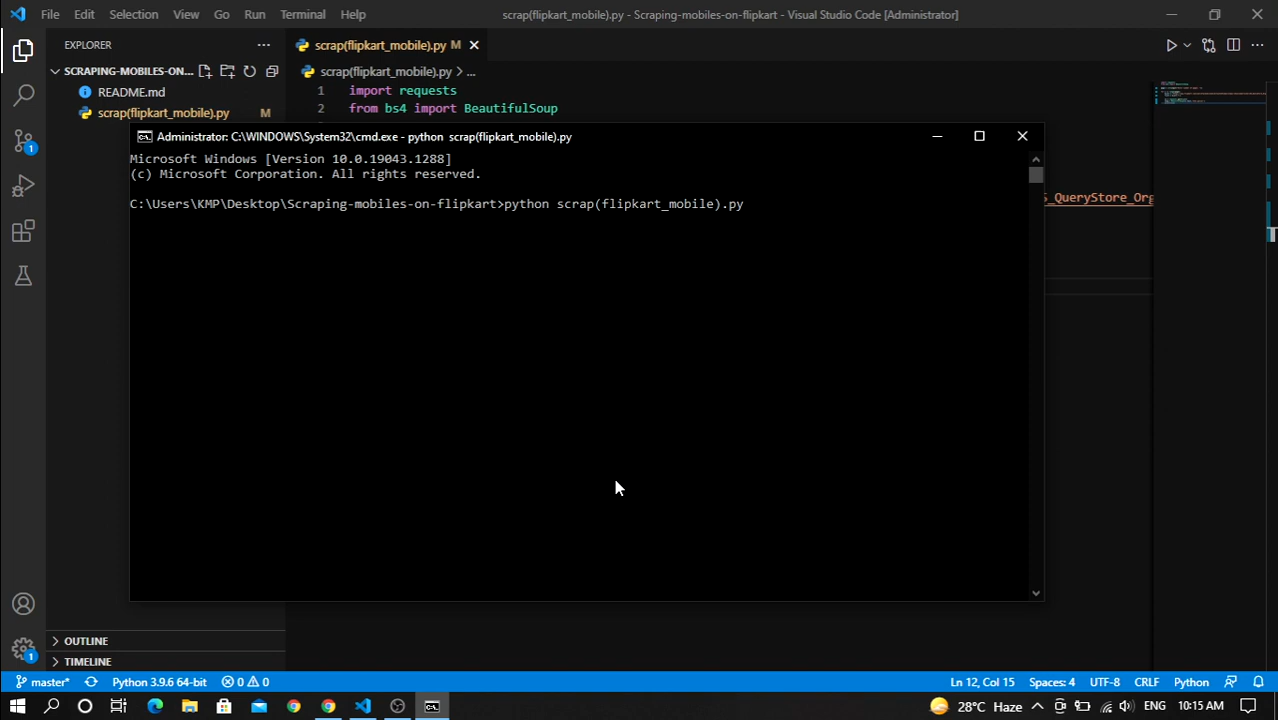 File Edit Selection View Go Run Terminal Help
scrap(flipkart_mobile).py - Scraping-mobiles-on-flipkart - Visual Studio Code [Administrator]
EXPLORER
scrap(flipkart_mobile).py M
SCRAPING-MOBILES-ON...
scrap(flipkart_mobile).py > ...
README.md
scrap(flipkart_mobile).py M
1 import requests
2 from bs4 import BeautifulSoup
Administrator: C:\WINDOWS\System32\cmd.exe - python scrap(flipkart_mobile).py
Microsoft Windows [Version 10.0.19043.1288]
(c) Microsoft Corporation. All rights reserved.
C:\Users\KMP\Desktop\Scraping-mobiles-on-flipkart>python scrap(flipkart_mobile).py
S_QueryStore_Org
1
1
OUTLINE
TIMELINE
master* Python 3.9.6 64-bit 0 0 Ln 12, Col 15 Spaces: 4 UTF-8 CRLF Python
28°C Haze 10:15 AM